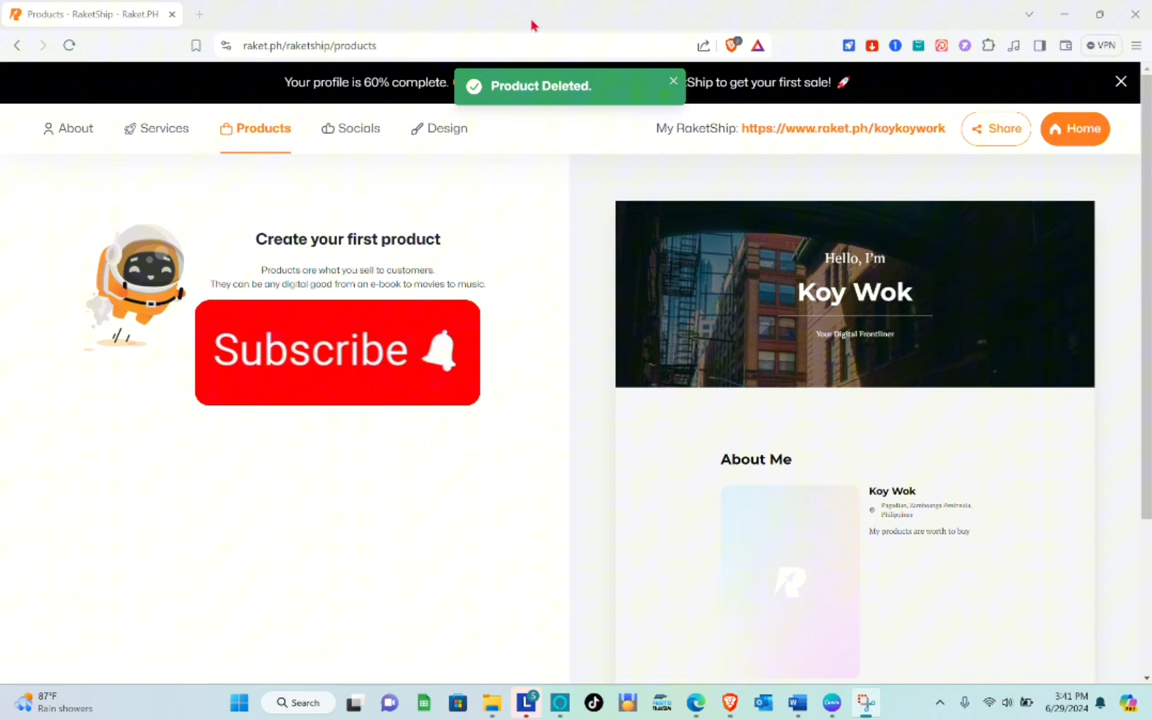 Products - RaketShip - Raket.PH
raket.ph/raketship/products
VPN
Your profile is 60% complete.
Product Deleted.
Ship to get your first sale! 🚀
About
Services
Products
Socials
Design
My RaketShip: https://www.raket.ph/koykoywork
Share
Home
Create your first product
Products are what you sell to customers.
They can be any digital good from an e-book to movies to music.
Subscribe
Hello, I'm
Koy Wok
Your Digital Frontliner
About Me
Koy Wok
Pagadian, Zamboanga Peninsula,
Philippines
My products are worth to buy
87°F
Rain showers
Search
3:41 PM
6/29/2024